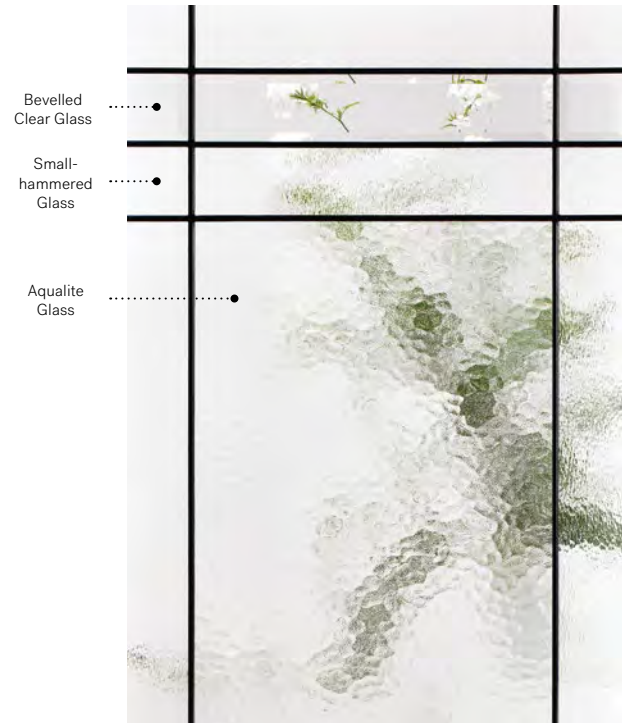 Bevelled
Clear Glass
Small-
hammered
Glass
Aqualite
Glass